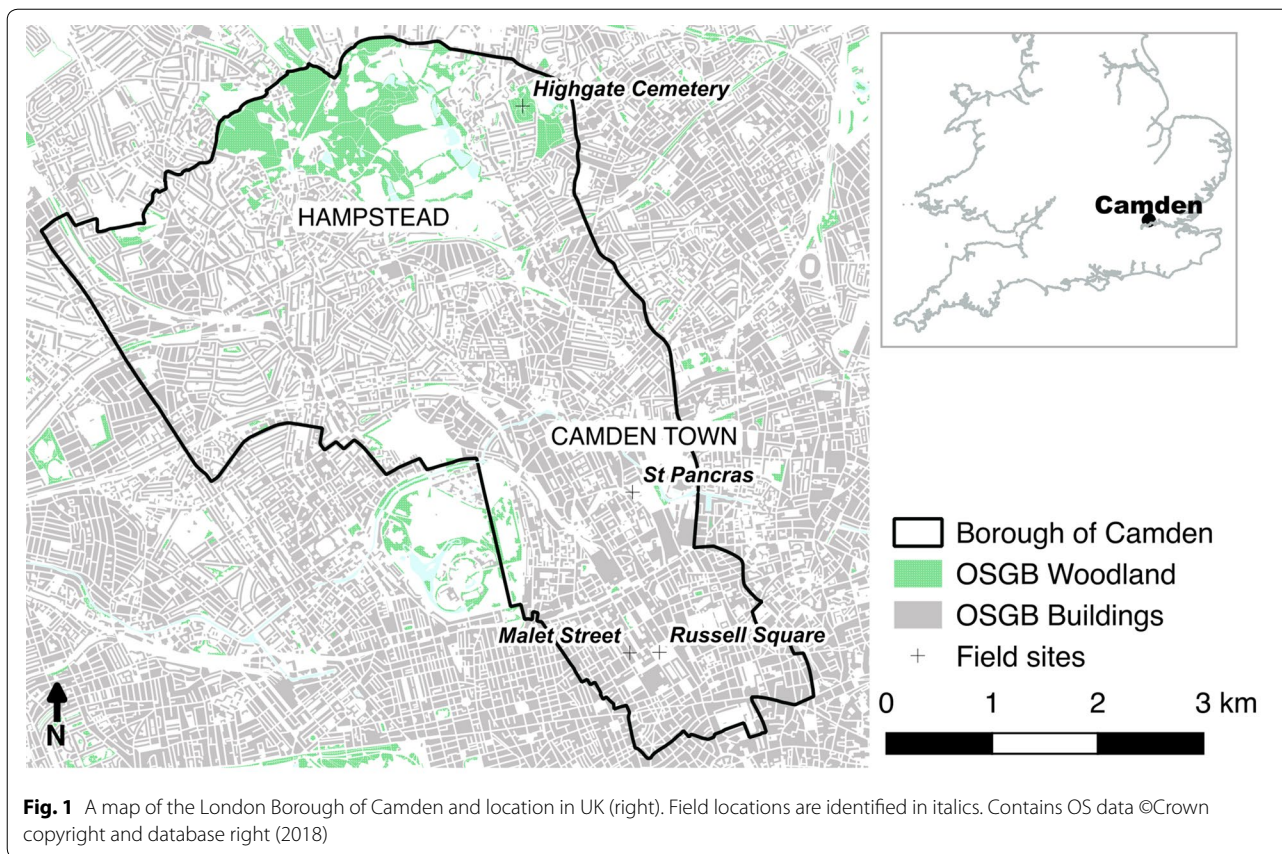 Highgate Cemetery
HAMPSTEAD
CAMDEN TOWN
St Pancras
Malet Street
Russell Square
N
Camden
Borough of Camden
OSGB Woodland
OSGB Buildings
Field sites
0 1 2 3 km
Fig. 1 A map of the London Borough of Camden and location in UK (right). Field locations are identified in italics. Contains OS data ©Crown
copyright and database right (2018)